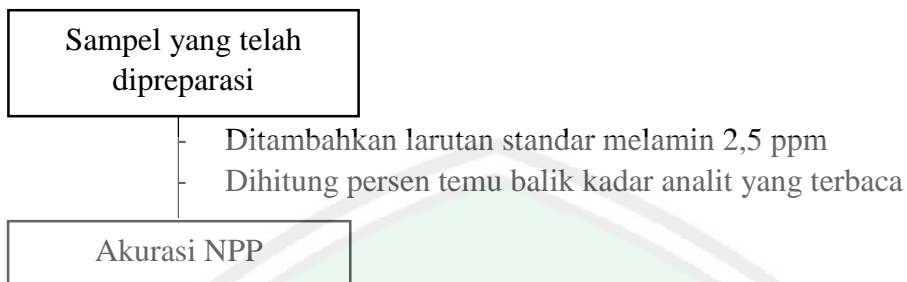 Sampel yang telah
dipreparasi
- Ditambahkan larutan standar melamin 2,5 ppm
- Dihitung persen temu balik kadar analit yang terbaca
Akurasi NPP